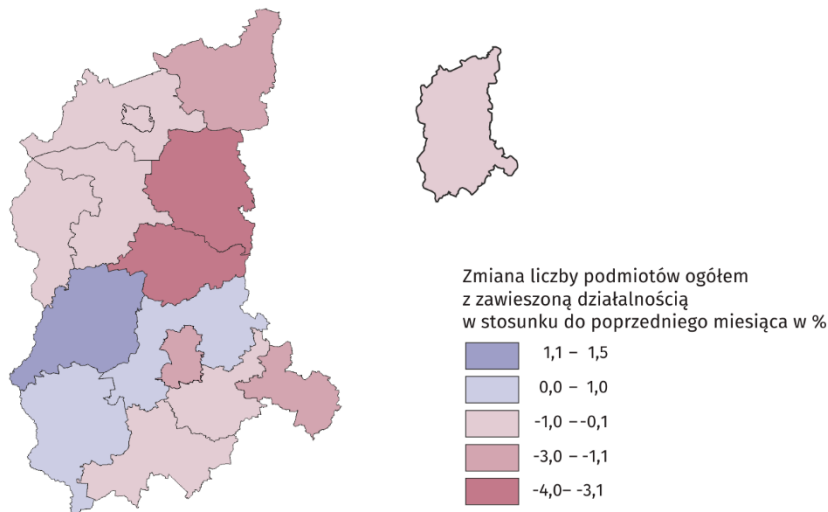 Zmiana liczby podmiotów ogółem
z zawieszoną działalnością
w stosunku do poprzedniego miesiąca w %
1,1 – 1,5
0,0 – 1,0
-1,0 –-0,1
-3,0 – -1,1
-4,0– -3,1